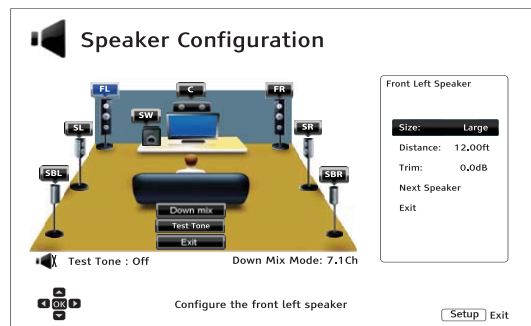 Speaker Configuration
FL
C
FR
SW
SL
SR
SBL
SBR
Down mix
Test Tone
Exit
Test Tone : Off
Down Mix Mode: 7.1Ch
Front Left Speaker
Size: Large
Distance: 12.00ft
Trim: 0.0dB
Next Speaker
Exit
OK
Configure the front left speaker
Setup Exit